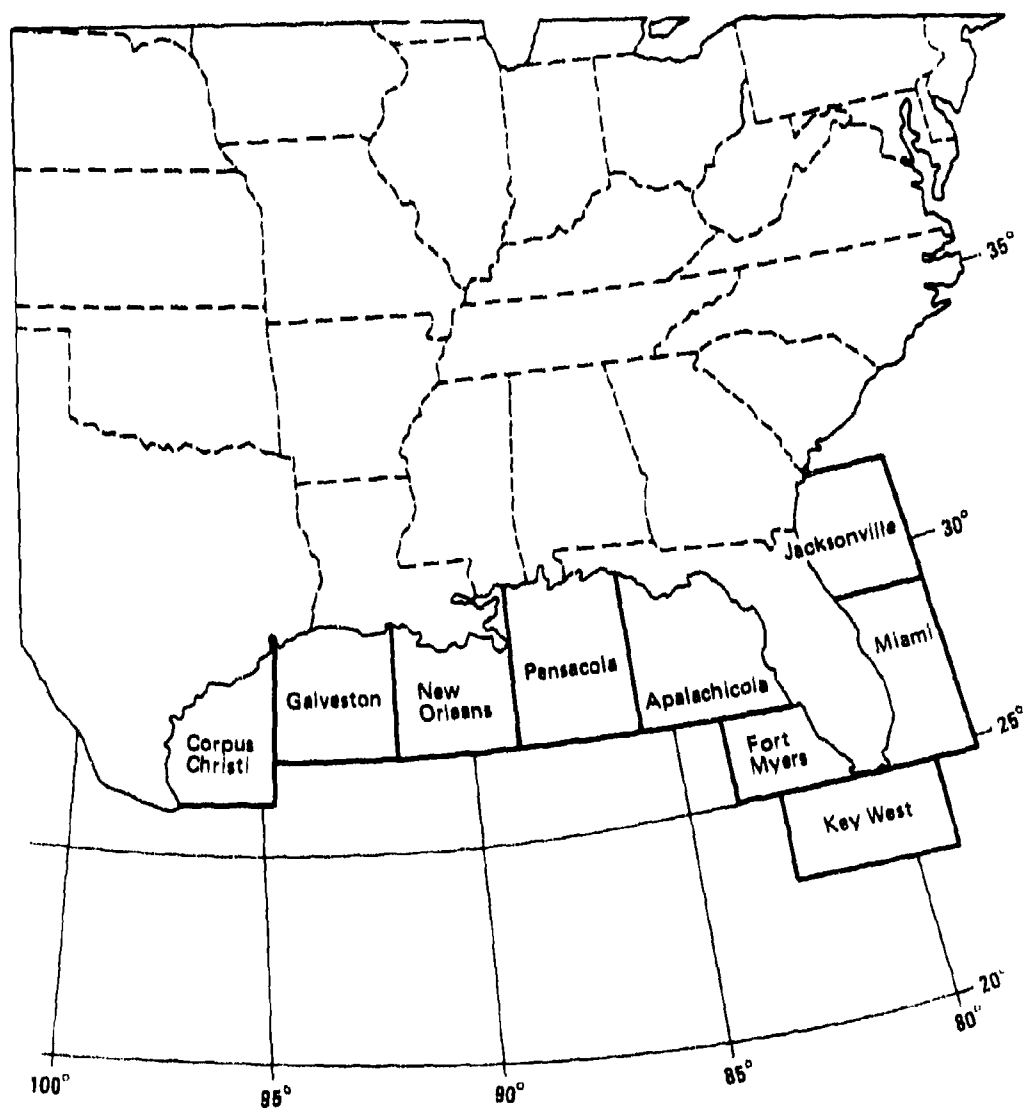 35°
Jacksonville
30°
Miami
Pensacola
Galveston
New
Orleans
Apalachicola
25°
Corpus
Christi
Fort
Myers
Key West
20°
80°
100°
95°
90°
85°